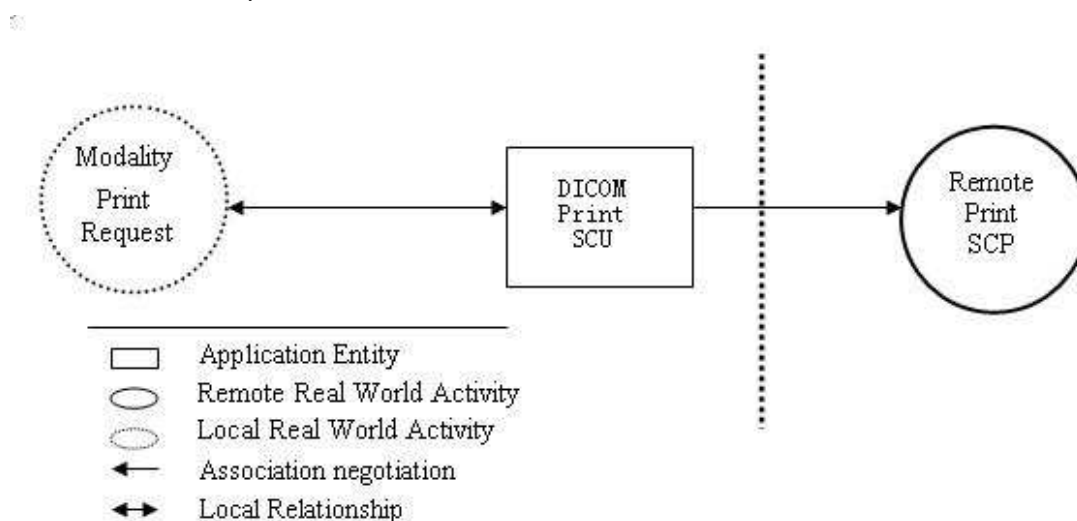 Modality
Print
Request
DICOM
Print
SCU
Remote
Print
SCP
Application Entity
Remote Real World Activity
Local Real World Activity
Association negotiation
Local Relationship